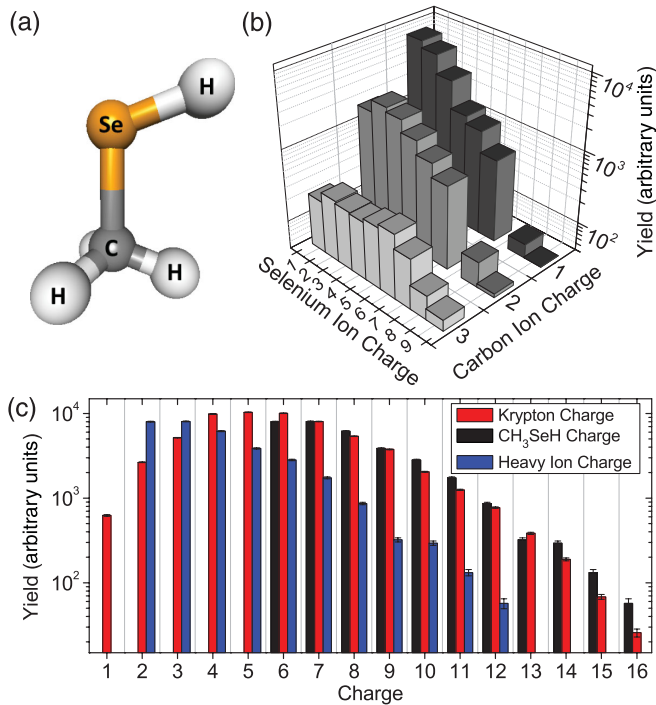 (a)
(b)
H
Se
C
H
H
10⁴
10³
10²
Yield (arbitrary units)
1
2
3
4
5
6
7
8
9
Selenium Ion Charge
1
2
3
Carbon Ion Charge
(c)
10⁴
10³
10²
Yield (arbitrary units)
Krypton Charge
CH₃SeH Charge
Heavy Ion Charge
1 2 3 4 5 6 7 8 9 10 11 12 13 14 15 16
Charge